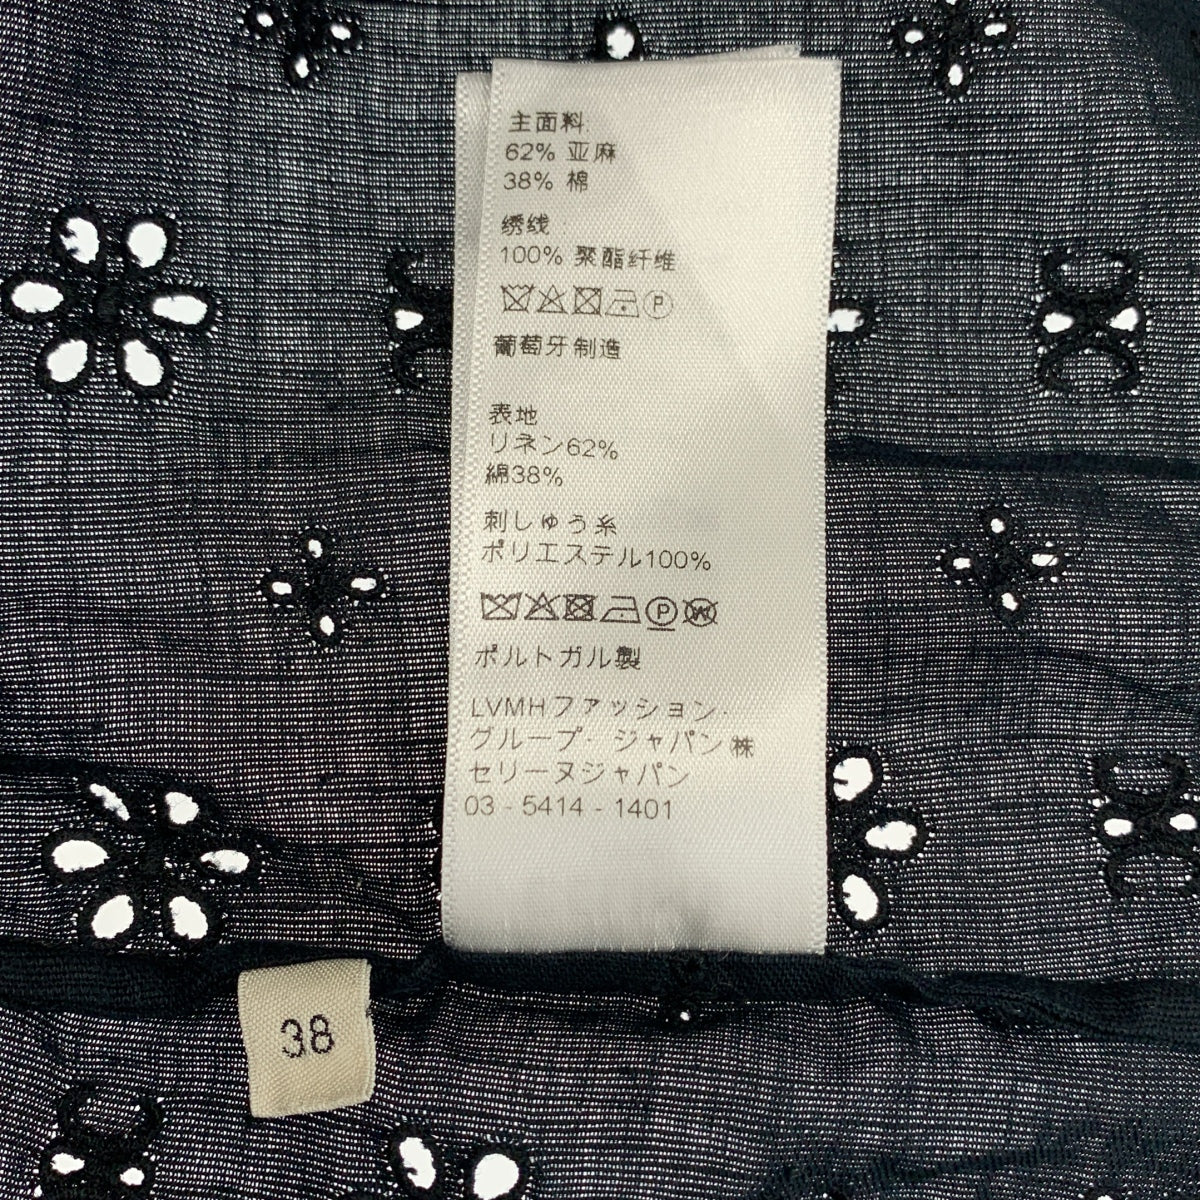 主面料:
62% 亚麻
38% 棉
绣线:
100% 聚酯纤维
P
葡萄牙制造
表地
リネン62%
綿38%
刺しゅう糸
ポリエステル100%
P W
ポルトガル製
LVMHファッション・
グループ・ジャパン㈱
セリーヌジャパン
03 - 5414 - 1401
38